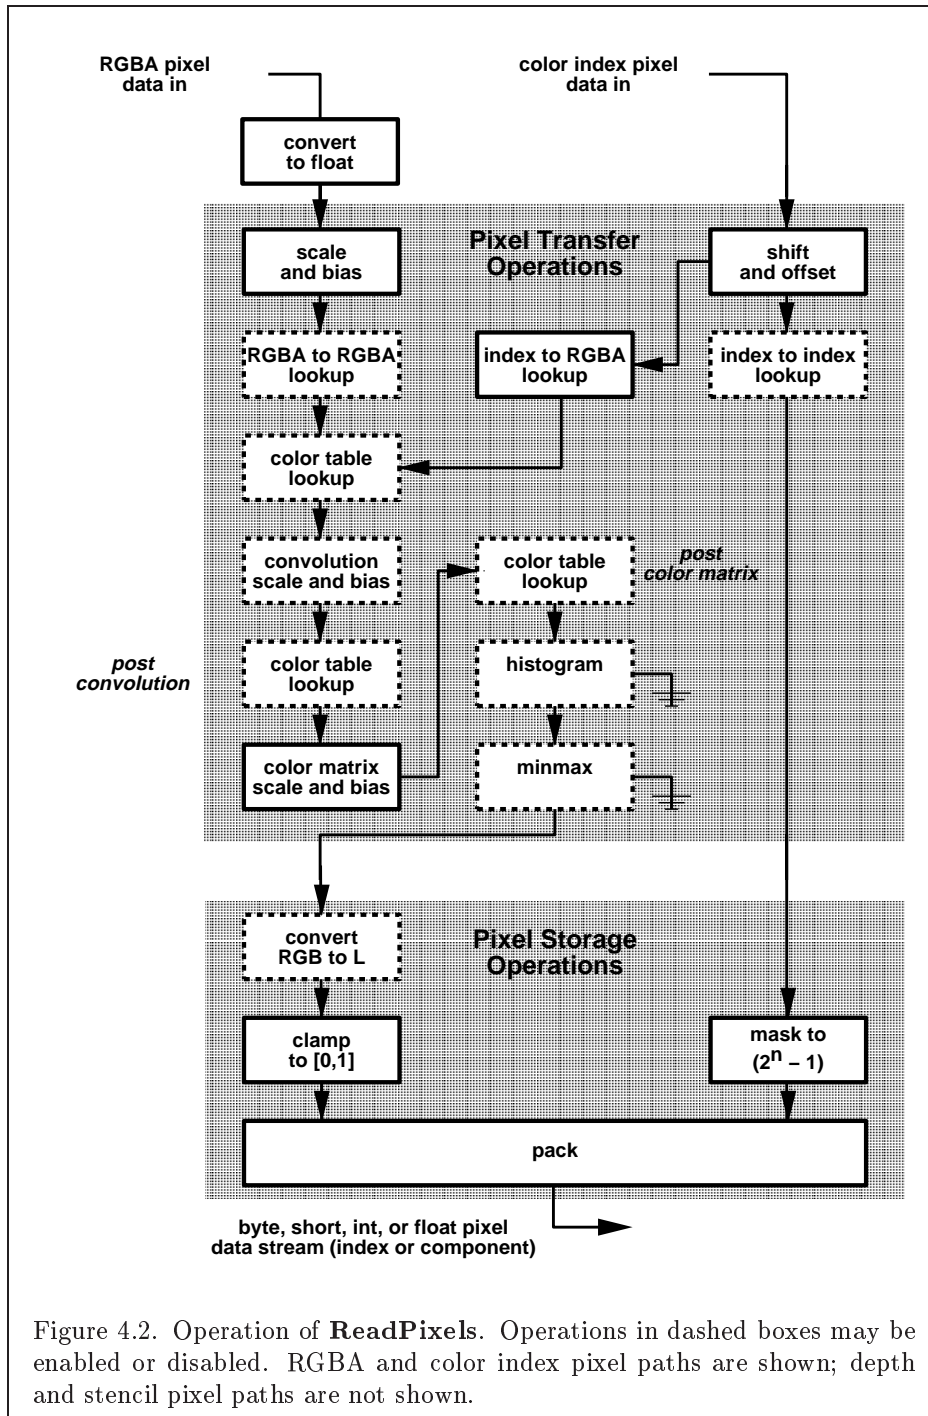 RGBA pixel
data in
color index pixel
data in
convert
to float
Pixel Transfer
Operations
scale
and bias
shift
and offset
RGBA to RGBA
lookup
index to RGBA
lookup
index to index
lookup
color table
lookup
convolution
scale and bias
color table
lookup
post
color matrix
post
convolution
color table
lookup
histogram
color matrix
scale and bias
minmax
Pixel Storage
Operations
convert
RGB to L
clamp
to [0,1]
mask to
(2^n – 1)
pack
byte, short, int, or float pixel
data stream (index or component)
Figure 4.2. Operation of ReadPixels. Operations in dashed boxes may be
enabled or disabled. RGBA and color index pixel paths are shown; depth
and stencil pixel paths are not shown.